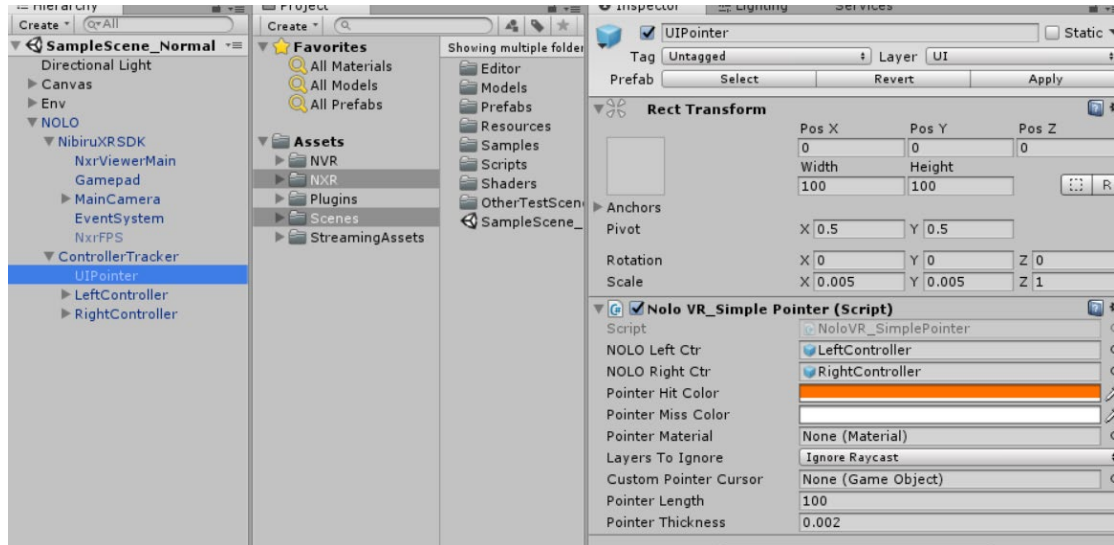 Hierarchy
Create
All
SampleScene_Normal
Directional Light
Canvas
Env
NOLO
NibiruXRSDK
NxrViewerMain
Gamepad
MainCamera
EventSystem
NxrFPS
ControllerTracker
UIPointer
LeftController
RightController
Project
Create
Favorites
All Materials
All Models
All Prefabs
Assets
NVR
NXR
Plugins
Scenes
StreamingAssets
Showing multiple folder
Editor
Models
Prefabs
Resources
Samples
Scripts
Shaders
OtherTestScen
SampleScene_
Inspector Lighting Services
UIPointer Static
Tag Untagged Layer UI
Prefab Select Revert Apply
Rect Transform
Pos X Pos Y Pos Z
0 0 0
Width Height
100 100 R
Anchors
Pivot X 0.5 Y 0.5
Rotation X 0 Y 0 Z 0
Scale X 0.005 Y 0.005 Z 1
Nolo VR_Simple Pointer (Script)
Script NoloVR_SimplePointer
NOLO Left Ctr LeftController
NOLO Right Ctr RightController
Pointer Hit Color
Pointer Miss Color
Pointer Material None (Material)
Layers To Ignore Ignore Raycast
Custom Pointer Cursor None (Game Object)
Pointer Length 100
Pointer Thickness 0.002